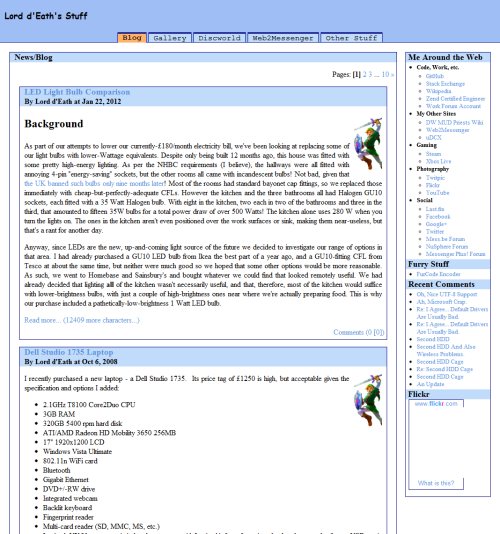 Lord d'Eath's Stuff
Blog Gallery Discworld Web2Messenger Other Stuff
News/Blog
Pages: [1] 2 3 ... 10 »
LED Light Bulb Comparison
By Lord d'Eath at Jan 22, 2012
Background
As part of our attempts to lower our currently-£180/month electricity bill, we've been looking at replacing some of
our light bulbs with lower-Wattage equivalents. Despite only being built 12 months ago, this house was fitted with
some pretty high-energy lighting. As per the NHBC requirements (I believe), the hallways were all fitted with
annoying 4-pin "energy-saving" sockets, but the other rooms all came with incandescent bulbs! Not bad, given that
the UK banned such bulbs only nine months later! Most of the rooms had standard bayonet cap fittings, so we replaced those
immediately with cheap-but-perfectly-adequate CFLs. However the kitchen and the three bathrooms all had Halogen GU10
sockets, each fitted with a 35 Watt Halogen bulb. With eight in the kitchen, two each in two of the bathrooms and three in the
third, that amounted to fifteen 35W bulbs for a total power draw of over 500 Watts! The kitchen alone uses 280 W when you
turn the lights on. The ones in the kitchen aren't even positioned over the work surfaces or sink, making them near-useless, but
that's a rant for another day.
Anyway, since LEDs are the new, up-and-coming light source of the future we decided to investigate our range of options in
that area. I had already purchased a GU10 LED bulb from Ikea the best part of a year ago, and a GU10-fitting CFL from
Tesco at about the same time, but neither were much good so we hoped that some other options would be more reasonable.
As such, we went to Homebase and Sainsbury's and bought whatever we could find that looked remotely useful. We had
already decided that lighting all of the kitchen wasn't necessarily useful, and that, therefore, most of the kitchen would suffice
with lower-brightness bulbs, with just a couple of high-brightness ones near where we're actually preparing food. This is why
our purchase included a pathetically-low-brightness 1 Watt LED bulb.
Read more... (12409 more characters...)
Comments (0 [0])
Dell Studio 1735 Laptop
By Lord d'Eath at Oct 6, 2008
I recently purchased a new laptop - a Dell Studio 1735. Its price tag of £1250 is high, but acceptable given the
specification and options I added:
2.1GHz T8100 Core2Duo CPU
3GB RAM
320GB 5400 rpm hard disk
ATI/AMD Radeon HD Mobility 3650 256MB
17" 1920x1200 LCD
Windows Vista Ultimate
802.11n WiFi card
Bluetooth
Gigabit Ethernet
DVD+/-RW drive
Integrated webcam
Backlit keyboard
Fingerprint reader
Multi-card reader (SD, MMC, MS, etc.)
Me Around the Web
Code, Work, etc.
GitHub
Stack Exchange
Wikipedia
Zend Certified Engineer
Work Forum Account
My Other Sites
DW MUD Priests Wiki
Web2Messenger
uDCX
Gaming
Steam
Xbox Live
Photography
Twitpic
Flickr
YouTube
Social
Last.fm
Facebook
Google+
Twitter
Mess.be Forum
NuSphere Forum
Messenger Plus! Forum
Furry Stuff
FurCode Encoder
Recent Comments
Oh, Nice UTF-8 Support
Ah, Microsoft Crisp
Re: I Agree... Default Drivers
Are Usually Bad.
Re: I Agree... Default Drivers
Are Usually Bad.
Second HDD
Second HDD And Also
Wireless Problems
Second HDD Cage
Re: Second HDD Cage
Second HDD Cage
An Update
Flickr
www.flickr.com
What is this?